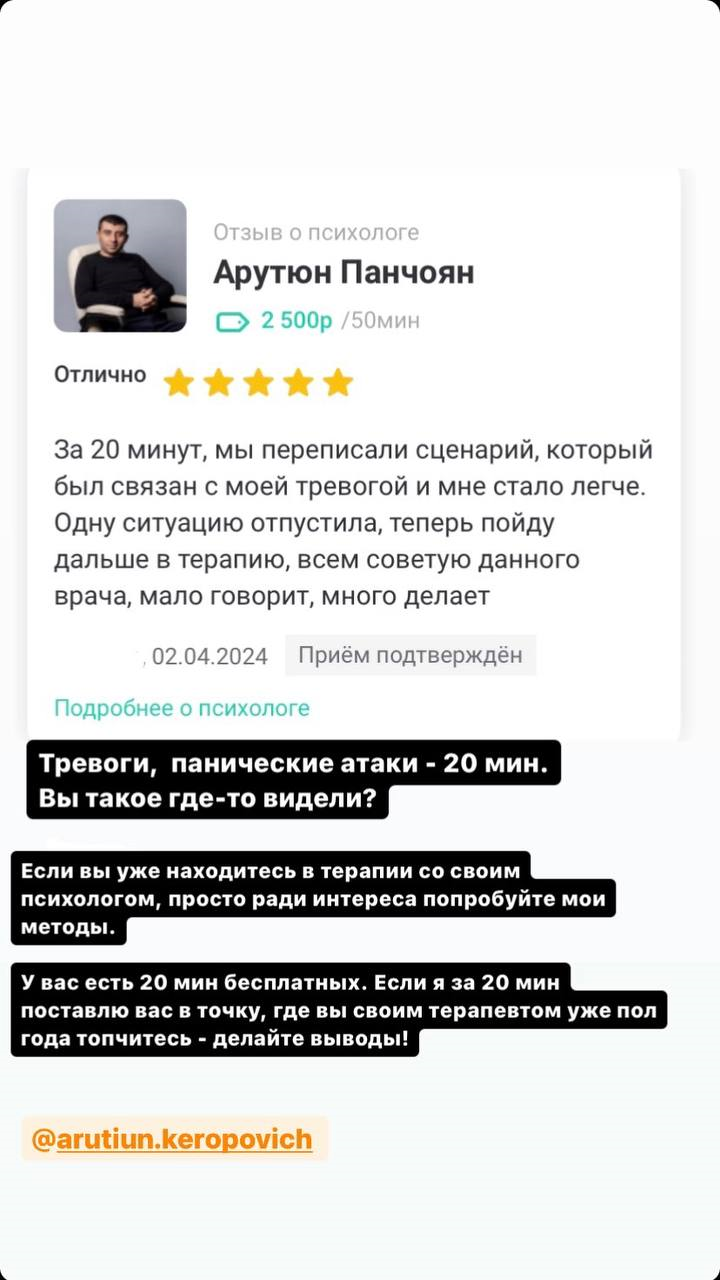 Отзыв о психологе
Арутюн Панчоян
2 500р /50мин
Отлично
За 20 минут, мы переписали сценарий, который
был связан с моей тревогой и мне стало легче.
Одну ситуацию отпустила, теперь пойду
дальше в терапию, всем советую данного
врача, мало говорит, много делает
, 02.04.2024 Приём подтверждён
Подробнее о психологе
Тревоги, панические атаки - 20 мин.
Вы такое где-то видели?
Если вы уже находитесь в терапии со своим
психологом, просто ради интереса попробуйте мои
методы.
У вас есть 20 мин бесплатных. Если я за 20 мин
поставлю вас в точку, где вы своим терапевтом уже пол
года топчитесь - делайте выводы!
@arutiun.keropovich